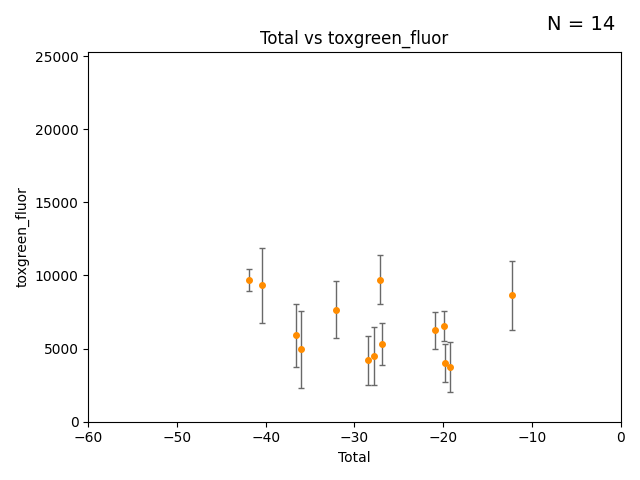 N = 14
Total vs toxgreen_fluor
25000
20000
15000
10000
5000
0
toxgreen_fluor
−60 −50 −40 −30 −20 −10 0
Total